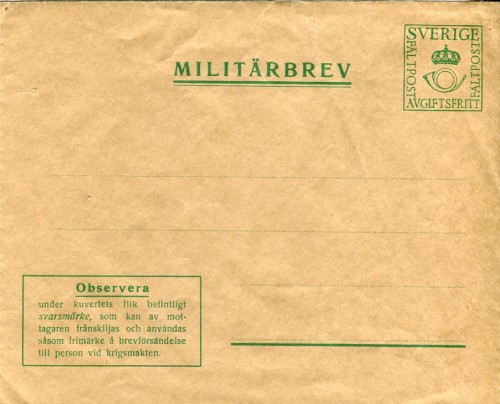 SVERIGE
FÄLTPOST
FÄLTPOST
AVGIFTSFRITT
MILITÄRBREV
Observera
under kuvertets flik befintligt
svarsmärke, som kan av mot-
tagaren frånskiljas och användas
såsom frimärke å brevförsändelse
till person vid krigsmakten.